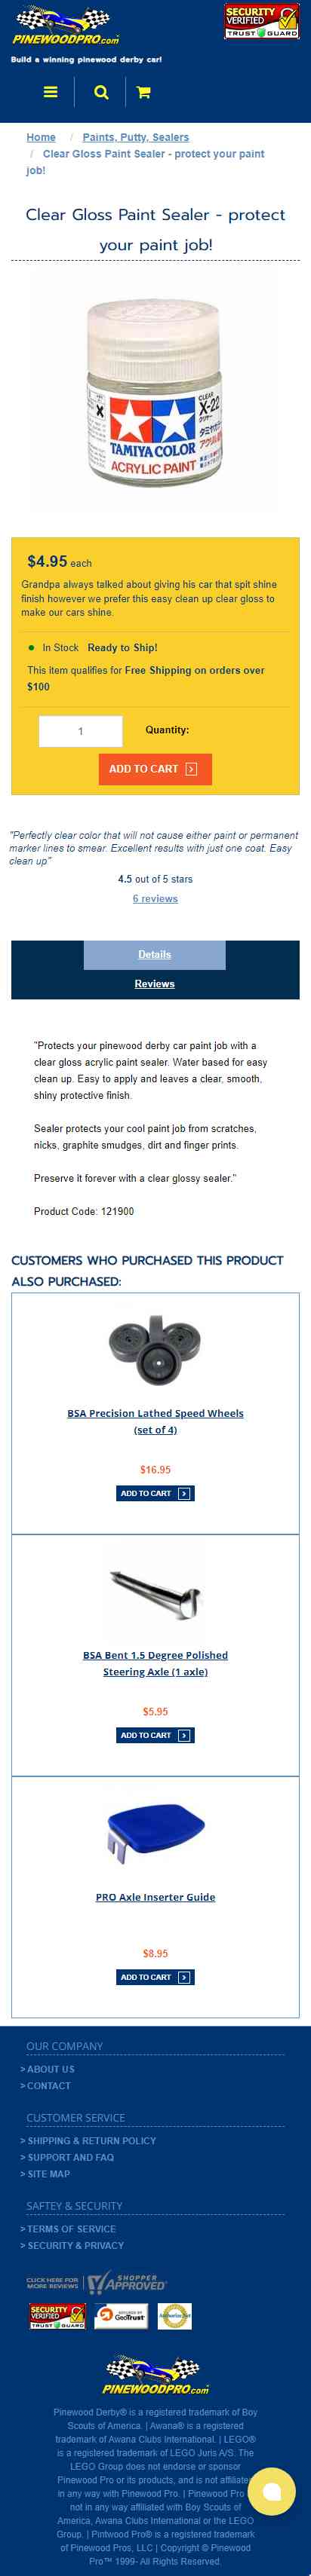 PINEWOODPRO.com
Build a winning pinewood derby car!
SECURITY
VERIFIED
TRUST GUARD
Home / Paints, Putty, Sealers
/ Clear Gloss Paint Sealer - protect your paint
job!
Clear Gloss Paint Sealer - protect
your paint job!
CLEAR
X-22
クリヤー
TAMIYA COLOR
ACRYLIC PAINT
$4.95 each
Grandpa always talked about giving his car that spit shine
finish however we prefer this easy clean up clear gloss to
make our cars shine.
In Stock Ready to Ship!
This item qualifies for Free Shipping on orders over
$100
1 Quantity:
ADD TO CART
"Perfectly clear color that will not cause either paint or permanent
marker lines to smear. Excellent results with just one coat. Easy
clean up"
4.5 out of 5 stars
6 reviews
Details
Reviews
"Protects your pinewood derby car paint job with a
clear gloss acrylic paint sealer. Water based for easy
clean up. Easy to apply and leaves a clear, smooth,
shiny protective finish.
Sealer protects your cool paint job from scratches,
nicks, graphite smudges, dirt and finger prints.
Preserve it forever with a clear glossy sealer."
Product Code: 121900
CUSTOMERS WHO PURCHASED THIS PRODUCT
ALSO PURCHASED:
BSA Precision Lathed Speed Wheels
(set of 4)
$16.95
ADD TO CART
BSA Bent 1.5 Degree Polished
Steering Axle (1 axle)
$5.95
ADD TO CART
PRO Axle Inserter Guide
$8.95
ADD TO CART
OUR COMPANY
> ABOUT US
> CONTACT
CUSTOMER SERVICE
> SHIPPING & RETURN POLICY
> SUPPORT AND FAQ
> SITE MAP
SAFTEY & SECURITY
> TERMS OF SERVICE
> SECURITY & PRIVACY
CLICK HERE FOR
MORE REVIEWS
SHOPPER
APPROVED
SECURITY
VERIFIED
TRUST GUARD
GeoTrust
Authorize.Net
PINEWOODPRO.com
Pinewood Derby® is a registered trademark of Boy
Scouts of America. | Awana® is a registered
trademark of Awana Clubs International. | LEGO®
is a registered trademark of LEGO Juris A/S. The
LEGO Group does not endorse or sponsor
Pinewood Pro or its products, and is not affiliated
in any way with Pinewood Pro. | Pinewood Pro
not in any way affiliated with Boy Scouts of
America, Awana Clubs International or the LEGO
Group. | Pintwood Pro® is a registered trademark
of Pinewood Pros, LLC | Copyright © Pinewood
Pro™ 1999- All Rights Reserved.